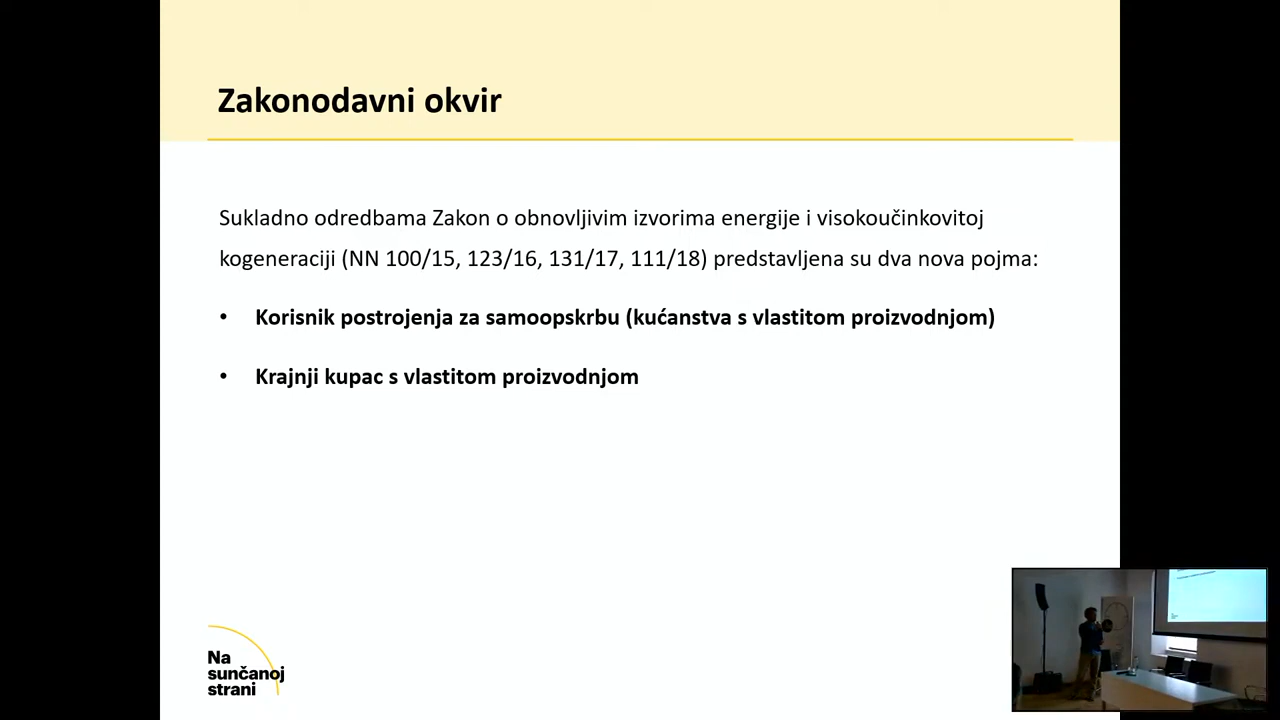 Zakonodavni okvir
Sukladno odredbama Zakon o obnovljivim izvorima energije i visokoučinkovitoj
kogeneraciji (NN 100/15, 123/16, 131/17, 111/18) predstavljena su dva nova pojma:
• Korisnik postrojenja za samoopskrbu (kućanstva s vlastitom proizvodnjom)
• Krajnji kupac s vlastitom proizvodnjom
Na
sunčanoj
strani